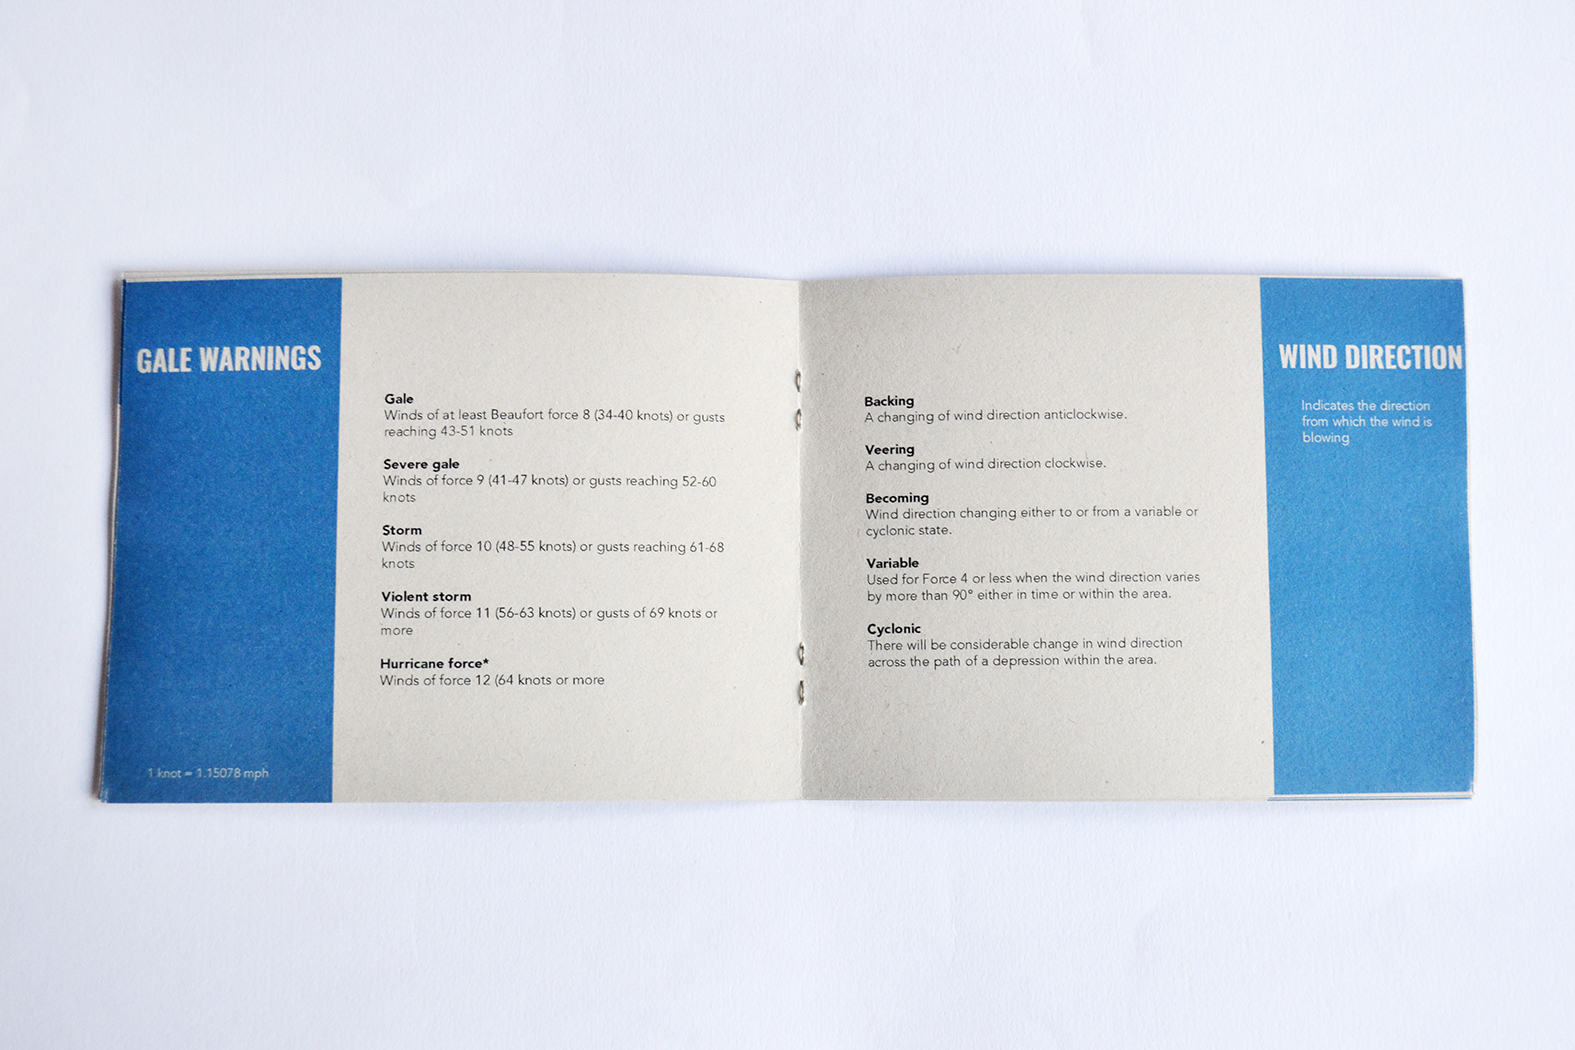 GALE WARNINGS
Gale
Winds of at least Beaufort force 8 (34-40 knots) or gusts
reaching 43-51 knots
Severe gale
Winds of force 9 (41-47 knots) or gusts reaching 52-60
knots
Storm
Winds of force 10 (48-55 knots) or gusts reaching 61-68
knots
Violent storm
Winds of force 11 (56-63 knots) or gusts of 69 knots or
more
Hurricane force*
Winds of force 12 (64 knots or more
1 knot = 1.15078 mph
Backing
A changing of wind direction anticlockwise.
Veering
A changing of wind direction clockwise.
Becoming
Wind direction changing either to or from a variable or
cyclonic state.
Variable
Used for Force 4 or less when the wind direction varies
by more than 90° either in time or within the area.
Cyclonic
There will be considerable change in wind direction
across the path of a depression within the area.
WIND DIRECTION
Indicates the direction
from which the wind is
blowing